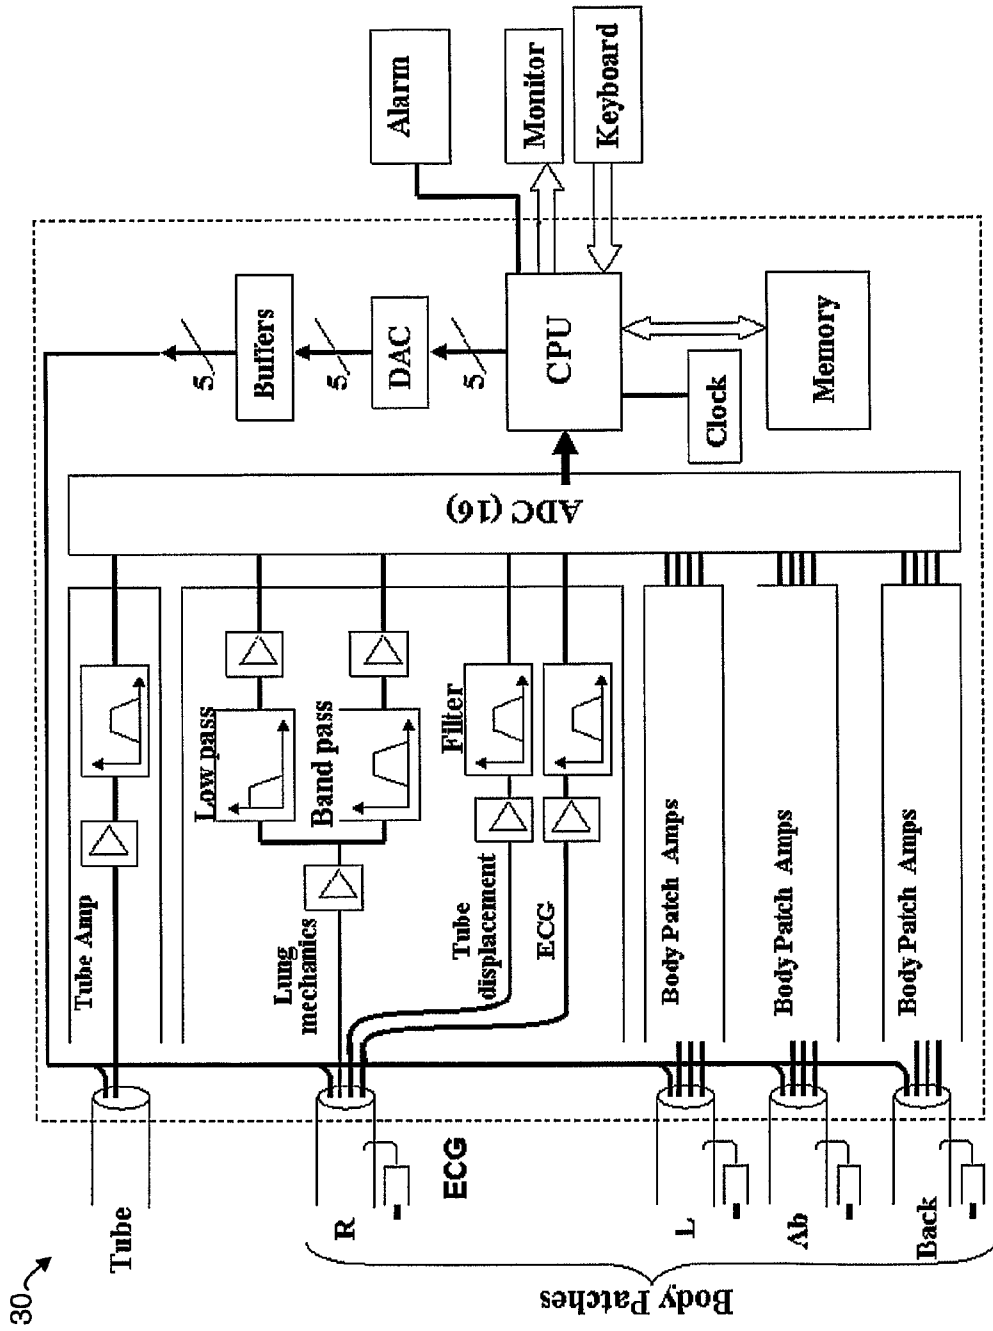 30
Tube
Tube Amp
R
ECG
Lung
mechanics
Low pass
Band pass
Tube
displacement
Filter
ECG
L
Body Patch Amps
Ab
Body Patch Amps
Back
Body Patch Amps
Body Patches
ADC (16)
5
Buffers
5
DAC
5
CPU
Clock
Memory
Alarm
Monitor
Keyboard